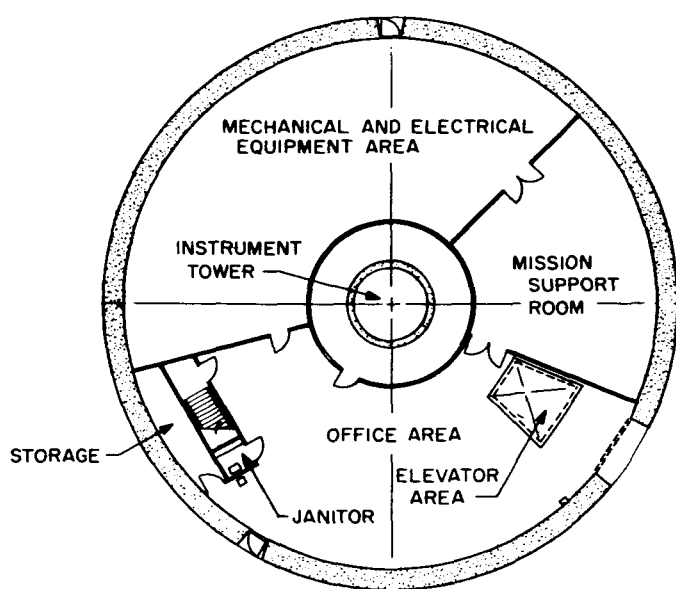 MECHANICAL AND ELECTRICAL
EQUIPMENT AREA
INSTRUMENT
TOWER
MISSION
SUPPORT
ROOM
OFFICE AREA
STORAGE
ELEVATOR
AREA
JANITOR